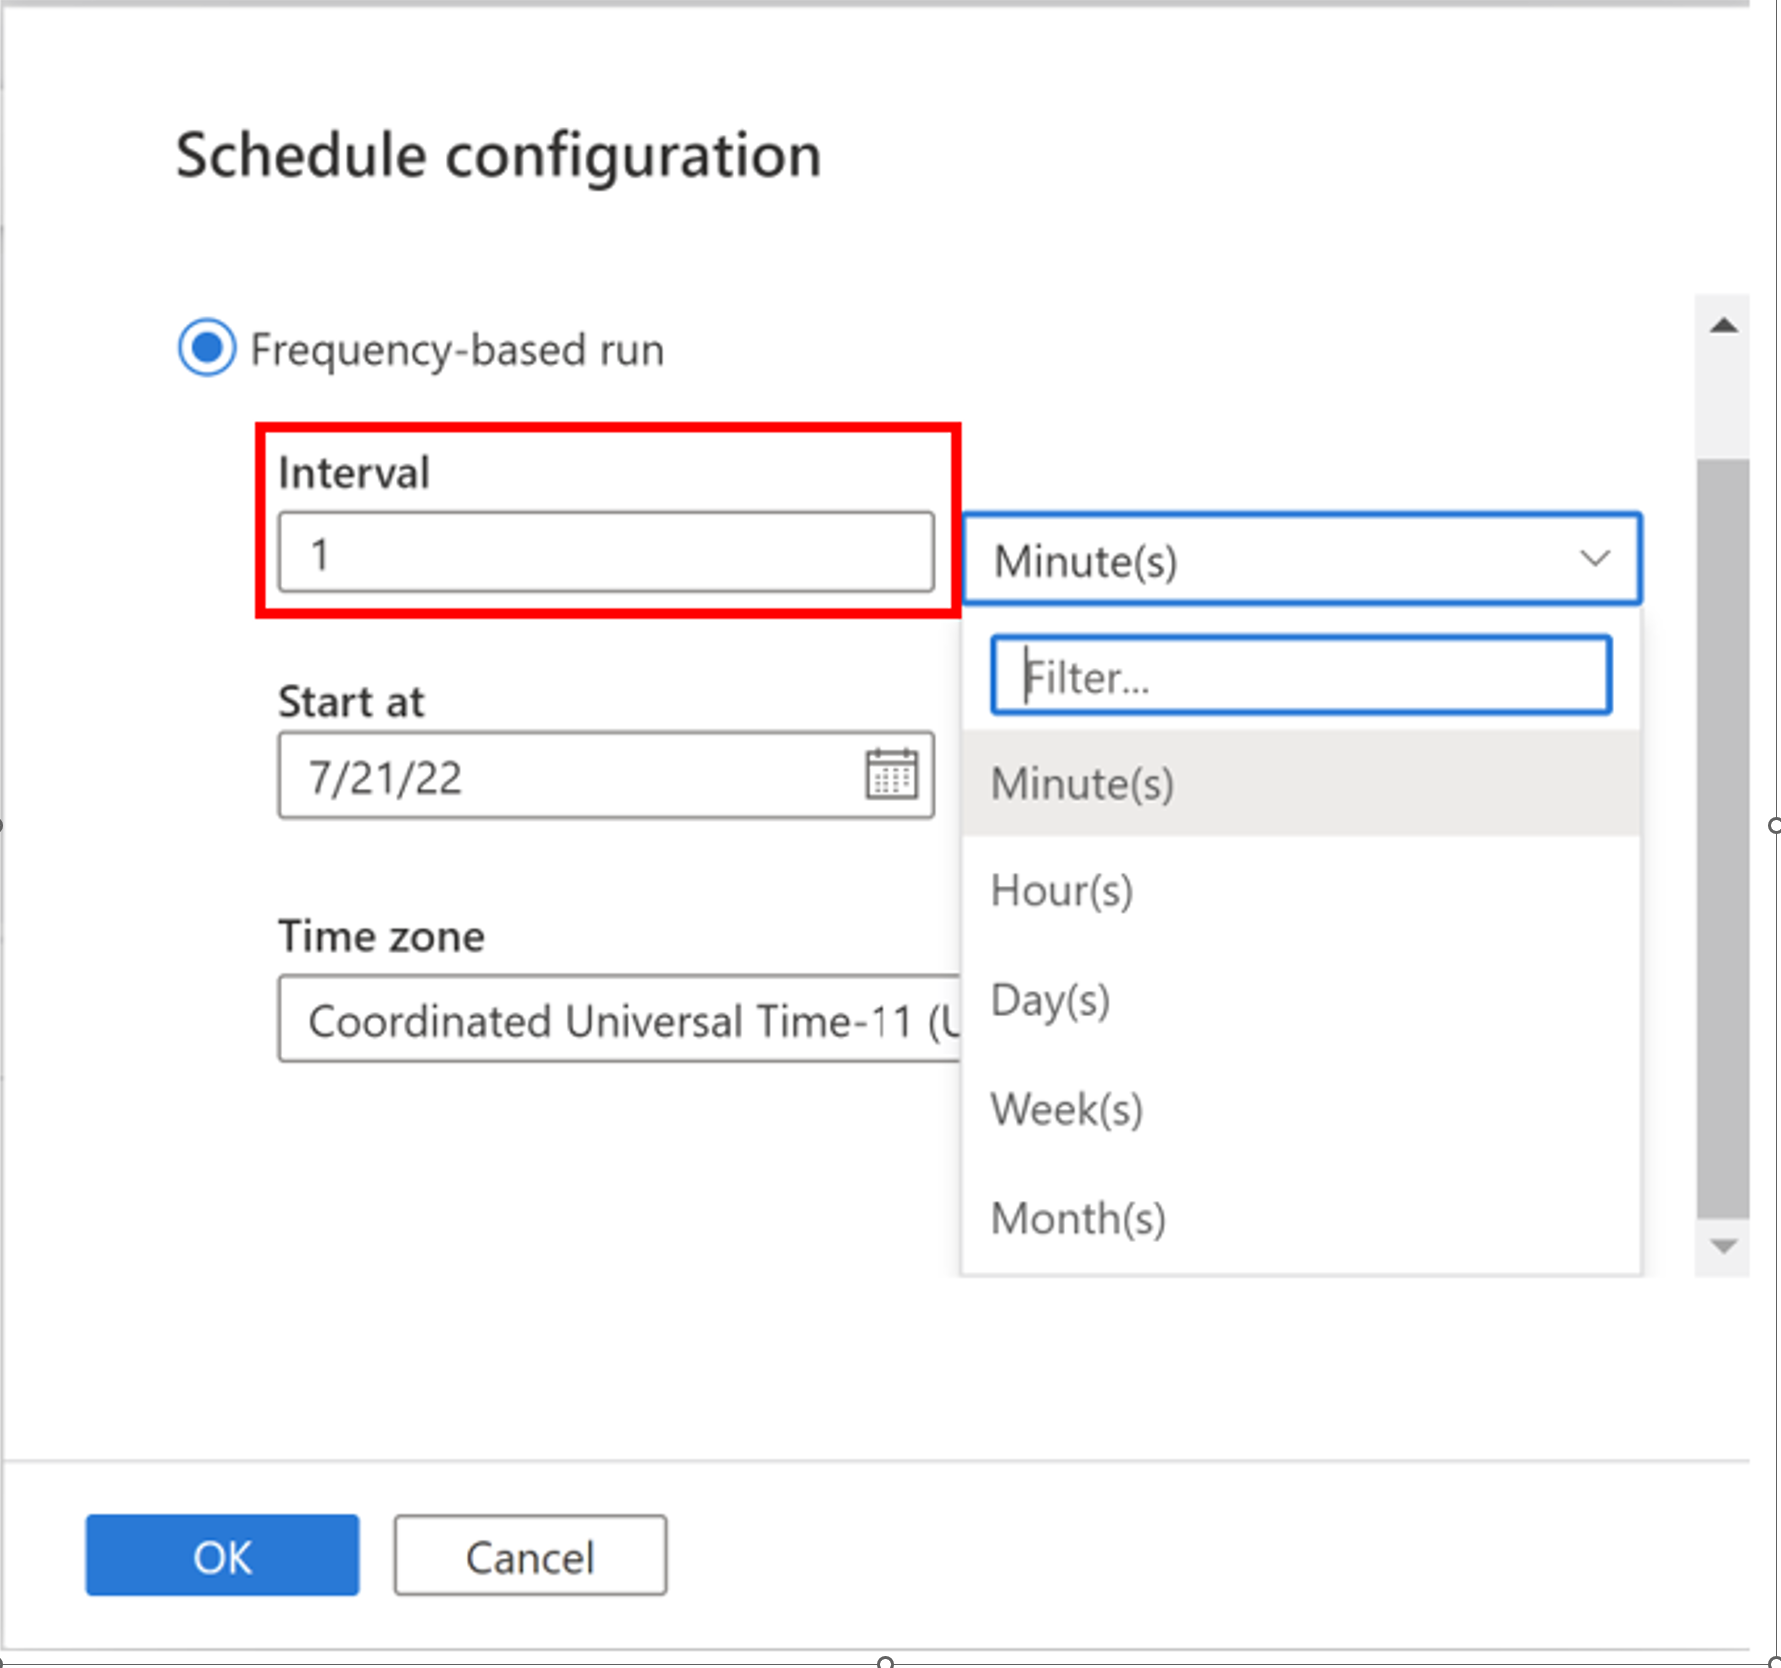 Schedule configuration
Frequency-based run
Interval
1
Minute(s)
Filter...
Minute(s)
Hour(s)
Day(s)
Week(s)
Month(s)
Start at
7/21/22
Time zone
Coordinated Universal Time-11 (U
OK
Cancel